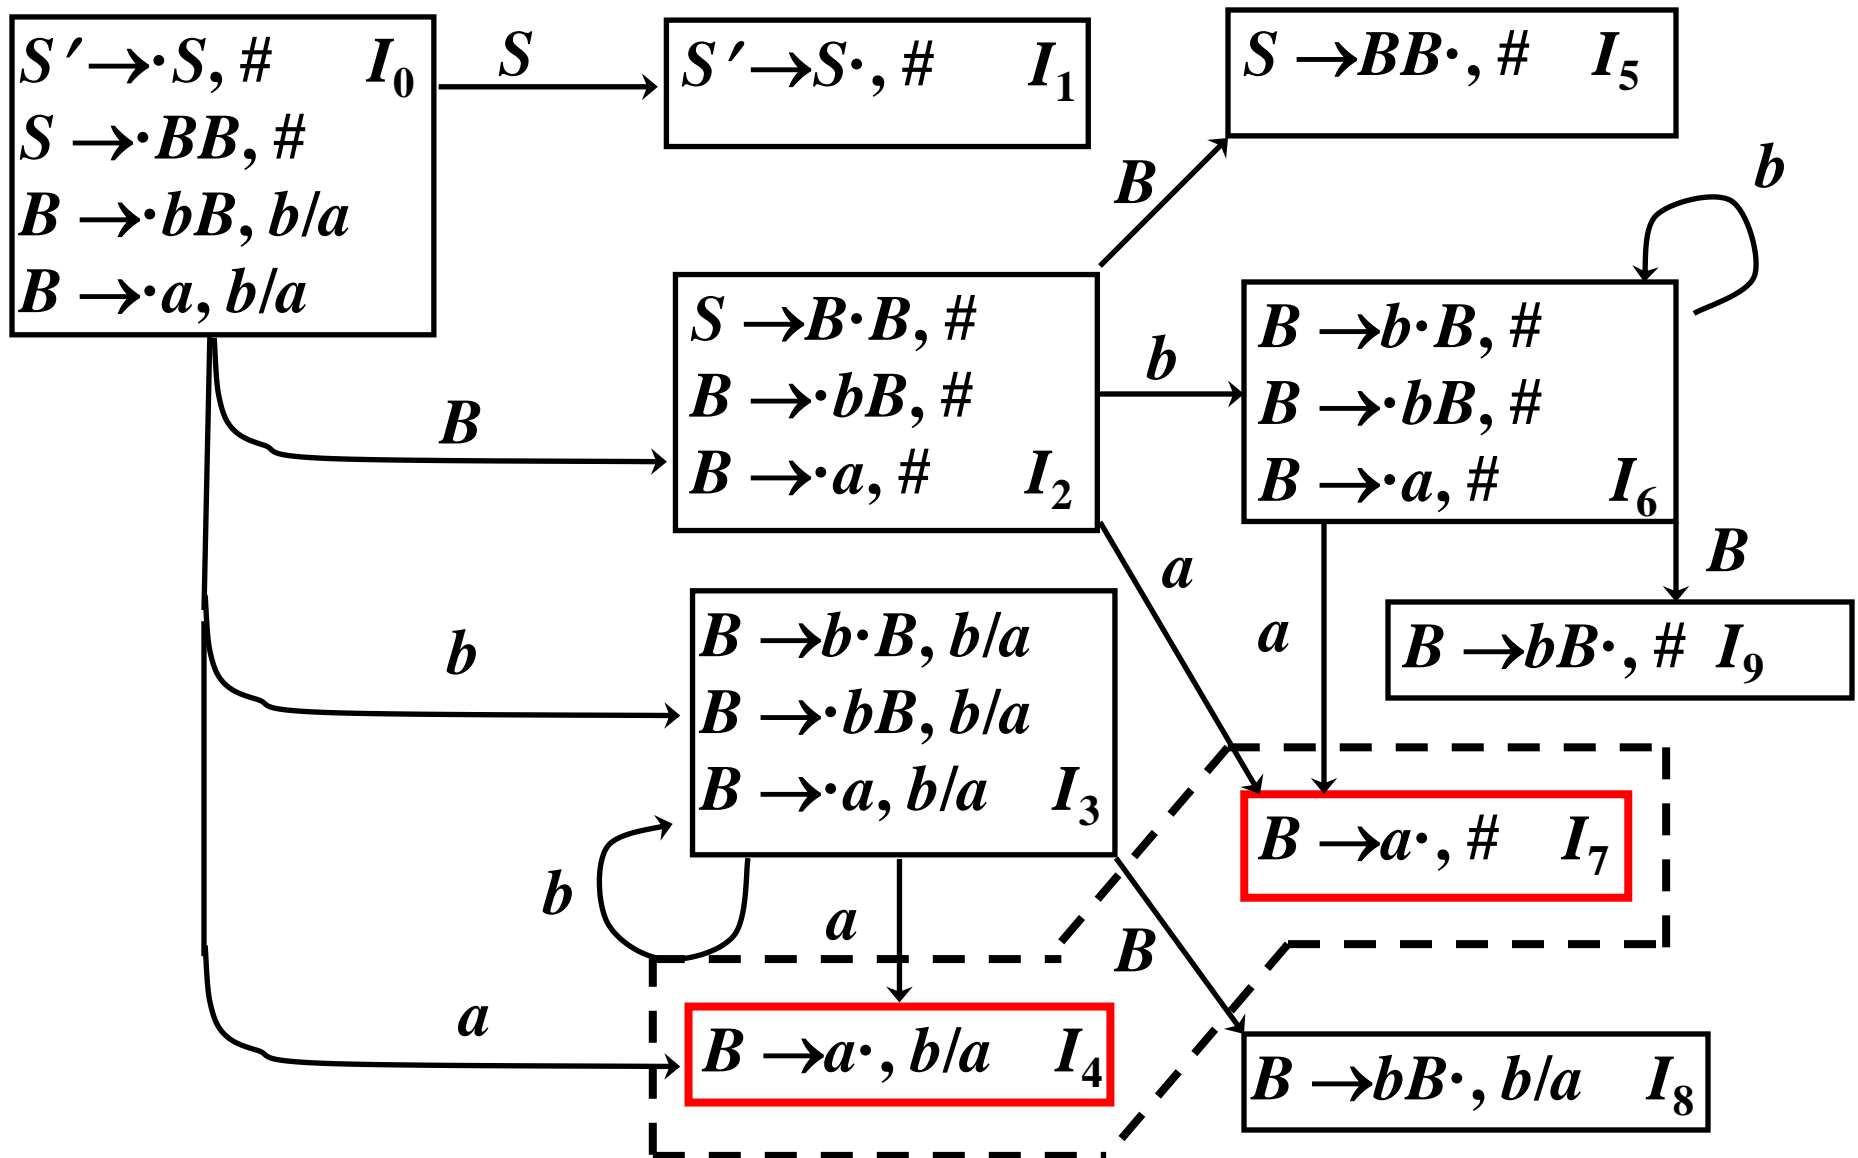 S′→·S, # I₀
S→·BB, #
B→·bB, b/a
B→·a, b/a
S
S′→S·, # I₁
S→BB·, # I₅
B
b
B
S→B·B, #
B→·bB, #
B→·a, # I₂
b
B→b·B, #
B→·bB, #
B→·a, # I₆
a
a
B
B→bB·, # I₉
b
B→b·B, b/a
B→·bB, b/a
B→·a, b/a I₃
B→a·, # I₇
b
a
B
a
B→a·, b/a I₄
B→bB·, b/a I₈